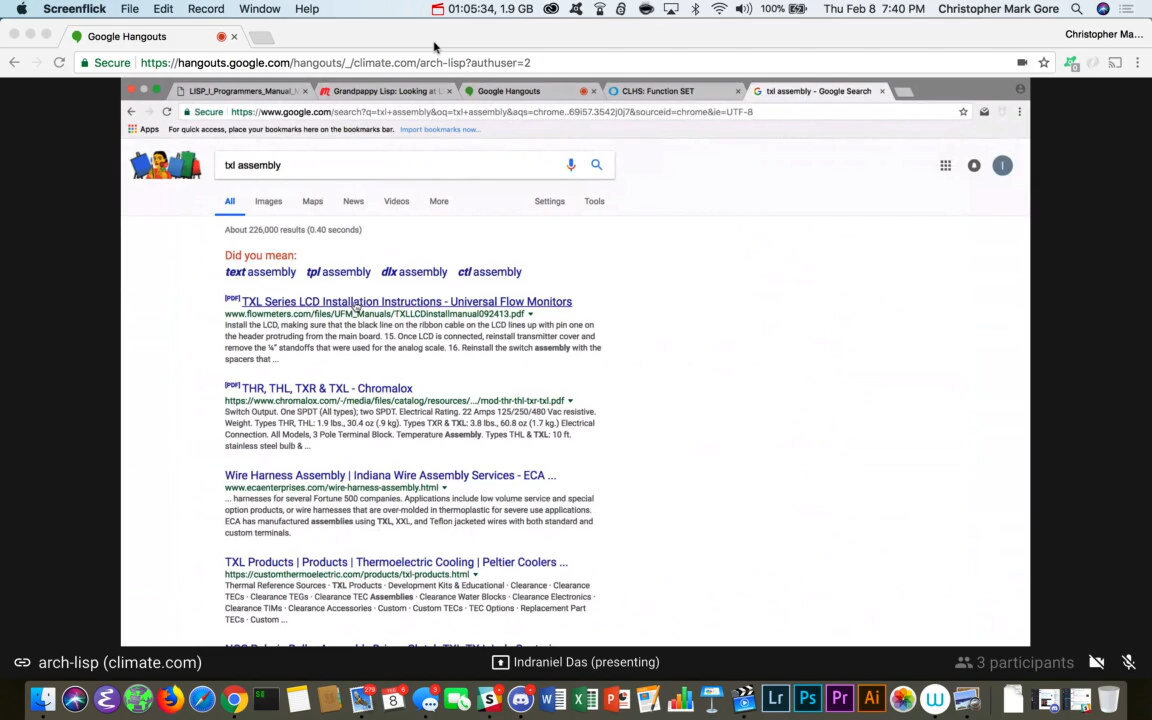 Screenflick File Edit Record Window Help 01:05:34, 1.9 GB 100% Thu Feb 8 7:40 PM Christopher Mark Gore
Google Hangouts × Christopher Ma...
Secure https://hangouts.google.com/hangouts/_/climate.com/arch-lisp?authuser=2
LISP_I_Programmers_Manual_M × Grandpappy Lisp: Looking at L × Google Hangouts × CLHS: Function SET × txl assembly - Google Search ×
Secure https://www.google.com/search?q=txl+assembly&oq=txl+assembly&aqs=chrome..69i57.3542j0j7&sourceid=chrome&ie=UTF-8
Apps For quick access, place your bookmarks here on the bookmarks bar. Import bookmarks now...
txl assembly
I
All Images Maps News Videos More Settings Tools
About 226,000 results (0.40 seconds)
Did you mean:
text assembly tpl assembly dlx assembly ctl assembly
[PDF] TXL Series LCD Installation Instructions - Universal Flow Monitors
www.flowmeters.com/files/UFM_Manuals/TXLLCDinstallmanual092413.pdf
Install the LCD, making sure that the black line on the ribbon cable on the LCD lines up with pin one on
the header protruding from the main board. 15. Once LCD is connected, reinstall transmitter cover and
remove the ¼" standoffs that were used for the analog scale. 16. Reinstall the switch assembly with the
spacers that ...
[PDF] THR, THL, TXR & TXL - Chromalox
https://www.chromalox.com/-/media/files/catalog/resources/.../mod-thr-thl-txr-txl.pdf
Switch Output. One SPDT (All types); two SPDT. Electrical Rating. 22 Amps 125/250/480 Vac resistive.
Weight. Types THR, THL: 1.9 lbs., 30.4 oz (.9 kg.) Types TXR & TXL: 3.8 lbs., 60.8 oz (1.7 kg.) Electrical
Connection. All Models, 3 Pole Terminal Block. Temperature Assembly. Types THL & TXL: 10 ft.
stainless steel bulb & ...
Wire Harness Assembly | Indiana Wire Assembly Services - ECA ...
www.ecaenterprises.com/wire-harness-assembly.html
... harnesses for several Fortune 500 companies. Applications include low volume service and special
option products, or wire harnesses that are over-molded in thermoplastic for severe use applications.
ECA has manufactured assemblies using TXL, XXL, and Teflon jacketed wires with both standard and
custom terminals.
TXL Products | Products | Thermoelectric Cooling | Peltier Coolers ...
https://customthermoelectric.com/products/txl-products.html
Thermal Reference Sources · TXL Products · Development Kits & Educational · Clearance · Clearance
TECs · Clearance TEGs · Clearance TEC Assemblies · Custom · Clearance Water Blocks · Clearance Electronics ·
Clearance TIMs · Clearance Accessories · Custom · Custom TECs · TEC Options · Replacement Part
TECs · Custom ...
arch-lisp (climate.com) Indraniel Das (presenting) 3 participants
279 FEB 8 3 Lr Ps Pr Ai